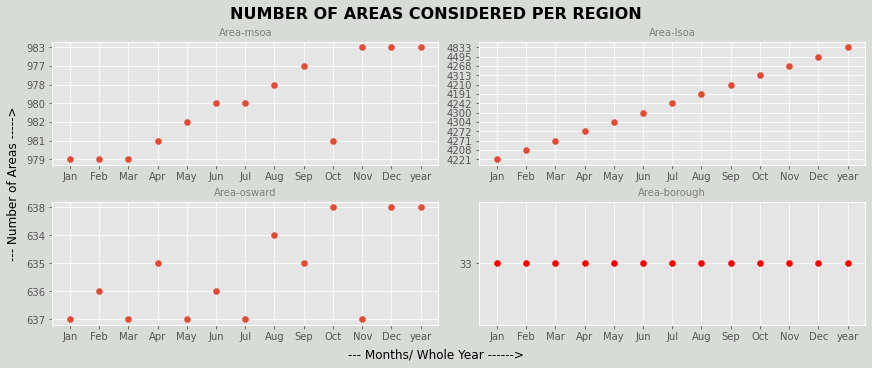 NUMBER OF AREAS CONSIDERED PER REGION
Area-msoa
983
977
978
980
982
981
979
Jan Feb Mar Apr May Jun Jul Aug Sep Oct Nov Dec year
Area-lsoa
4833
4495
4268
4313
4210
4191
4242
4300
4304
4272
4271
4208
4221
Jan Feb Mar Apr May Jun Jul Aug Sep Oct Nov Dec year
Area-osward
638
634
635
636
637
Jan Feb Mar Apr May Jun Jul Aug Sep Oct Nov Dec year
Area-borough
33
Jan Feb Mar Apr May Jun Jul Aug Sep Oct Nov Dec year
--- Number of Areas ----->
--- Months/ Whole Year ------>